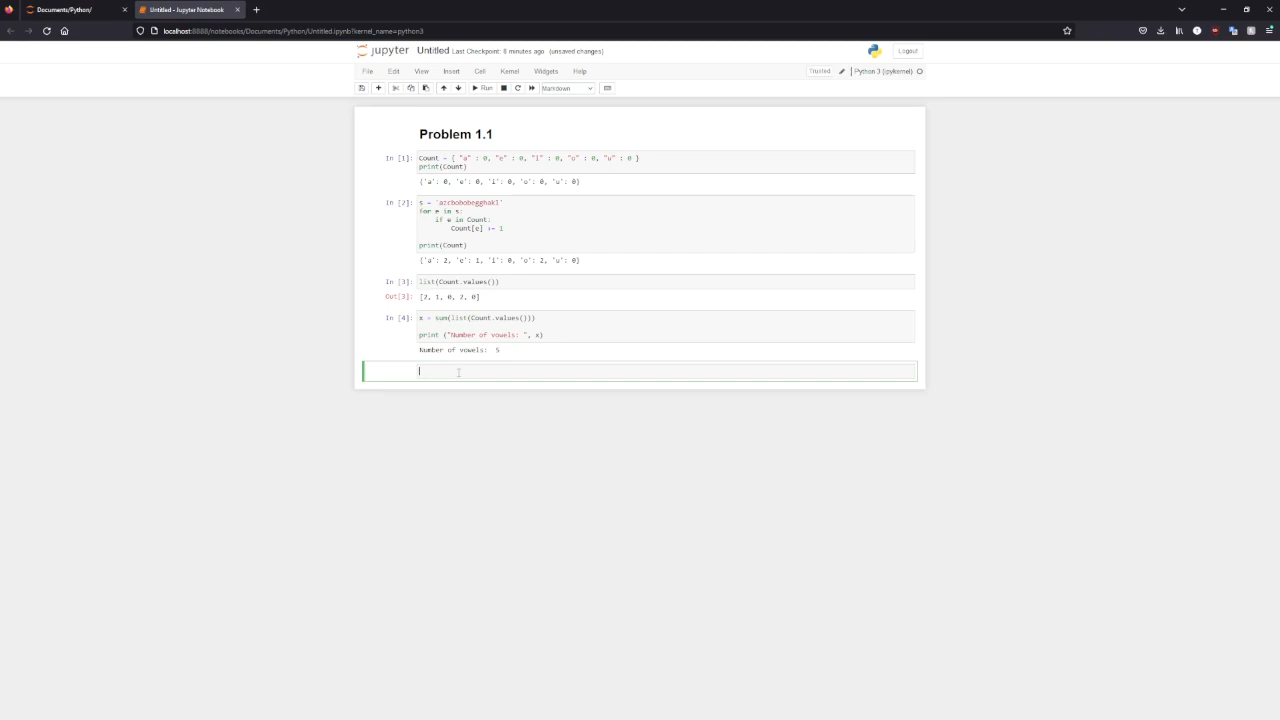 Documents/Python/
Untitled - Jupyter Notebook
localhost:8888/notebooks/Documents/Python/Untitled.ipynb?kernel_name=python3
jupyter Untitled Last Checkpoint: 8 minutes ago (unsaved changes)
Logout
File Edit View Insert Cell Kernel Widgets Help
Trusted
Python 3 (ipykernel)
Run
Markdown
Problem 1.1
In [1]: Count = { "a" : 0, "e" : 0, "i" : 0, "o" : 0, "u" : 0 }
print(Count)
{'a': 0, 'e': 0, 'i': 0, 'o': 0, 'u': 0}
In [2]: s = 'azcbobobegghakl'
for e in s:
if e in Count:
Count[e] += 1
print(Count)
{'a': 2, 'e': 1, 'i': 0, 'o': 2, 'u': 0}
In [3]: list(Count.values())
Out[3]: [2, 1, 0, 2, 0]
In [4]: x = sum(list(Count.values()))
print ("Number of vowels: ", x)
Number of vowels:  5